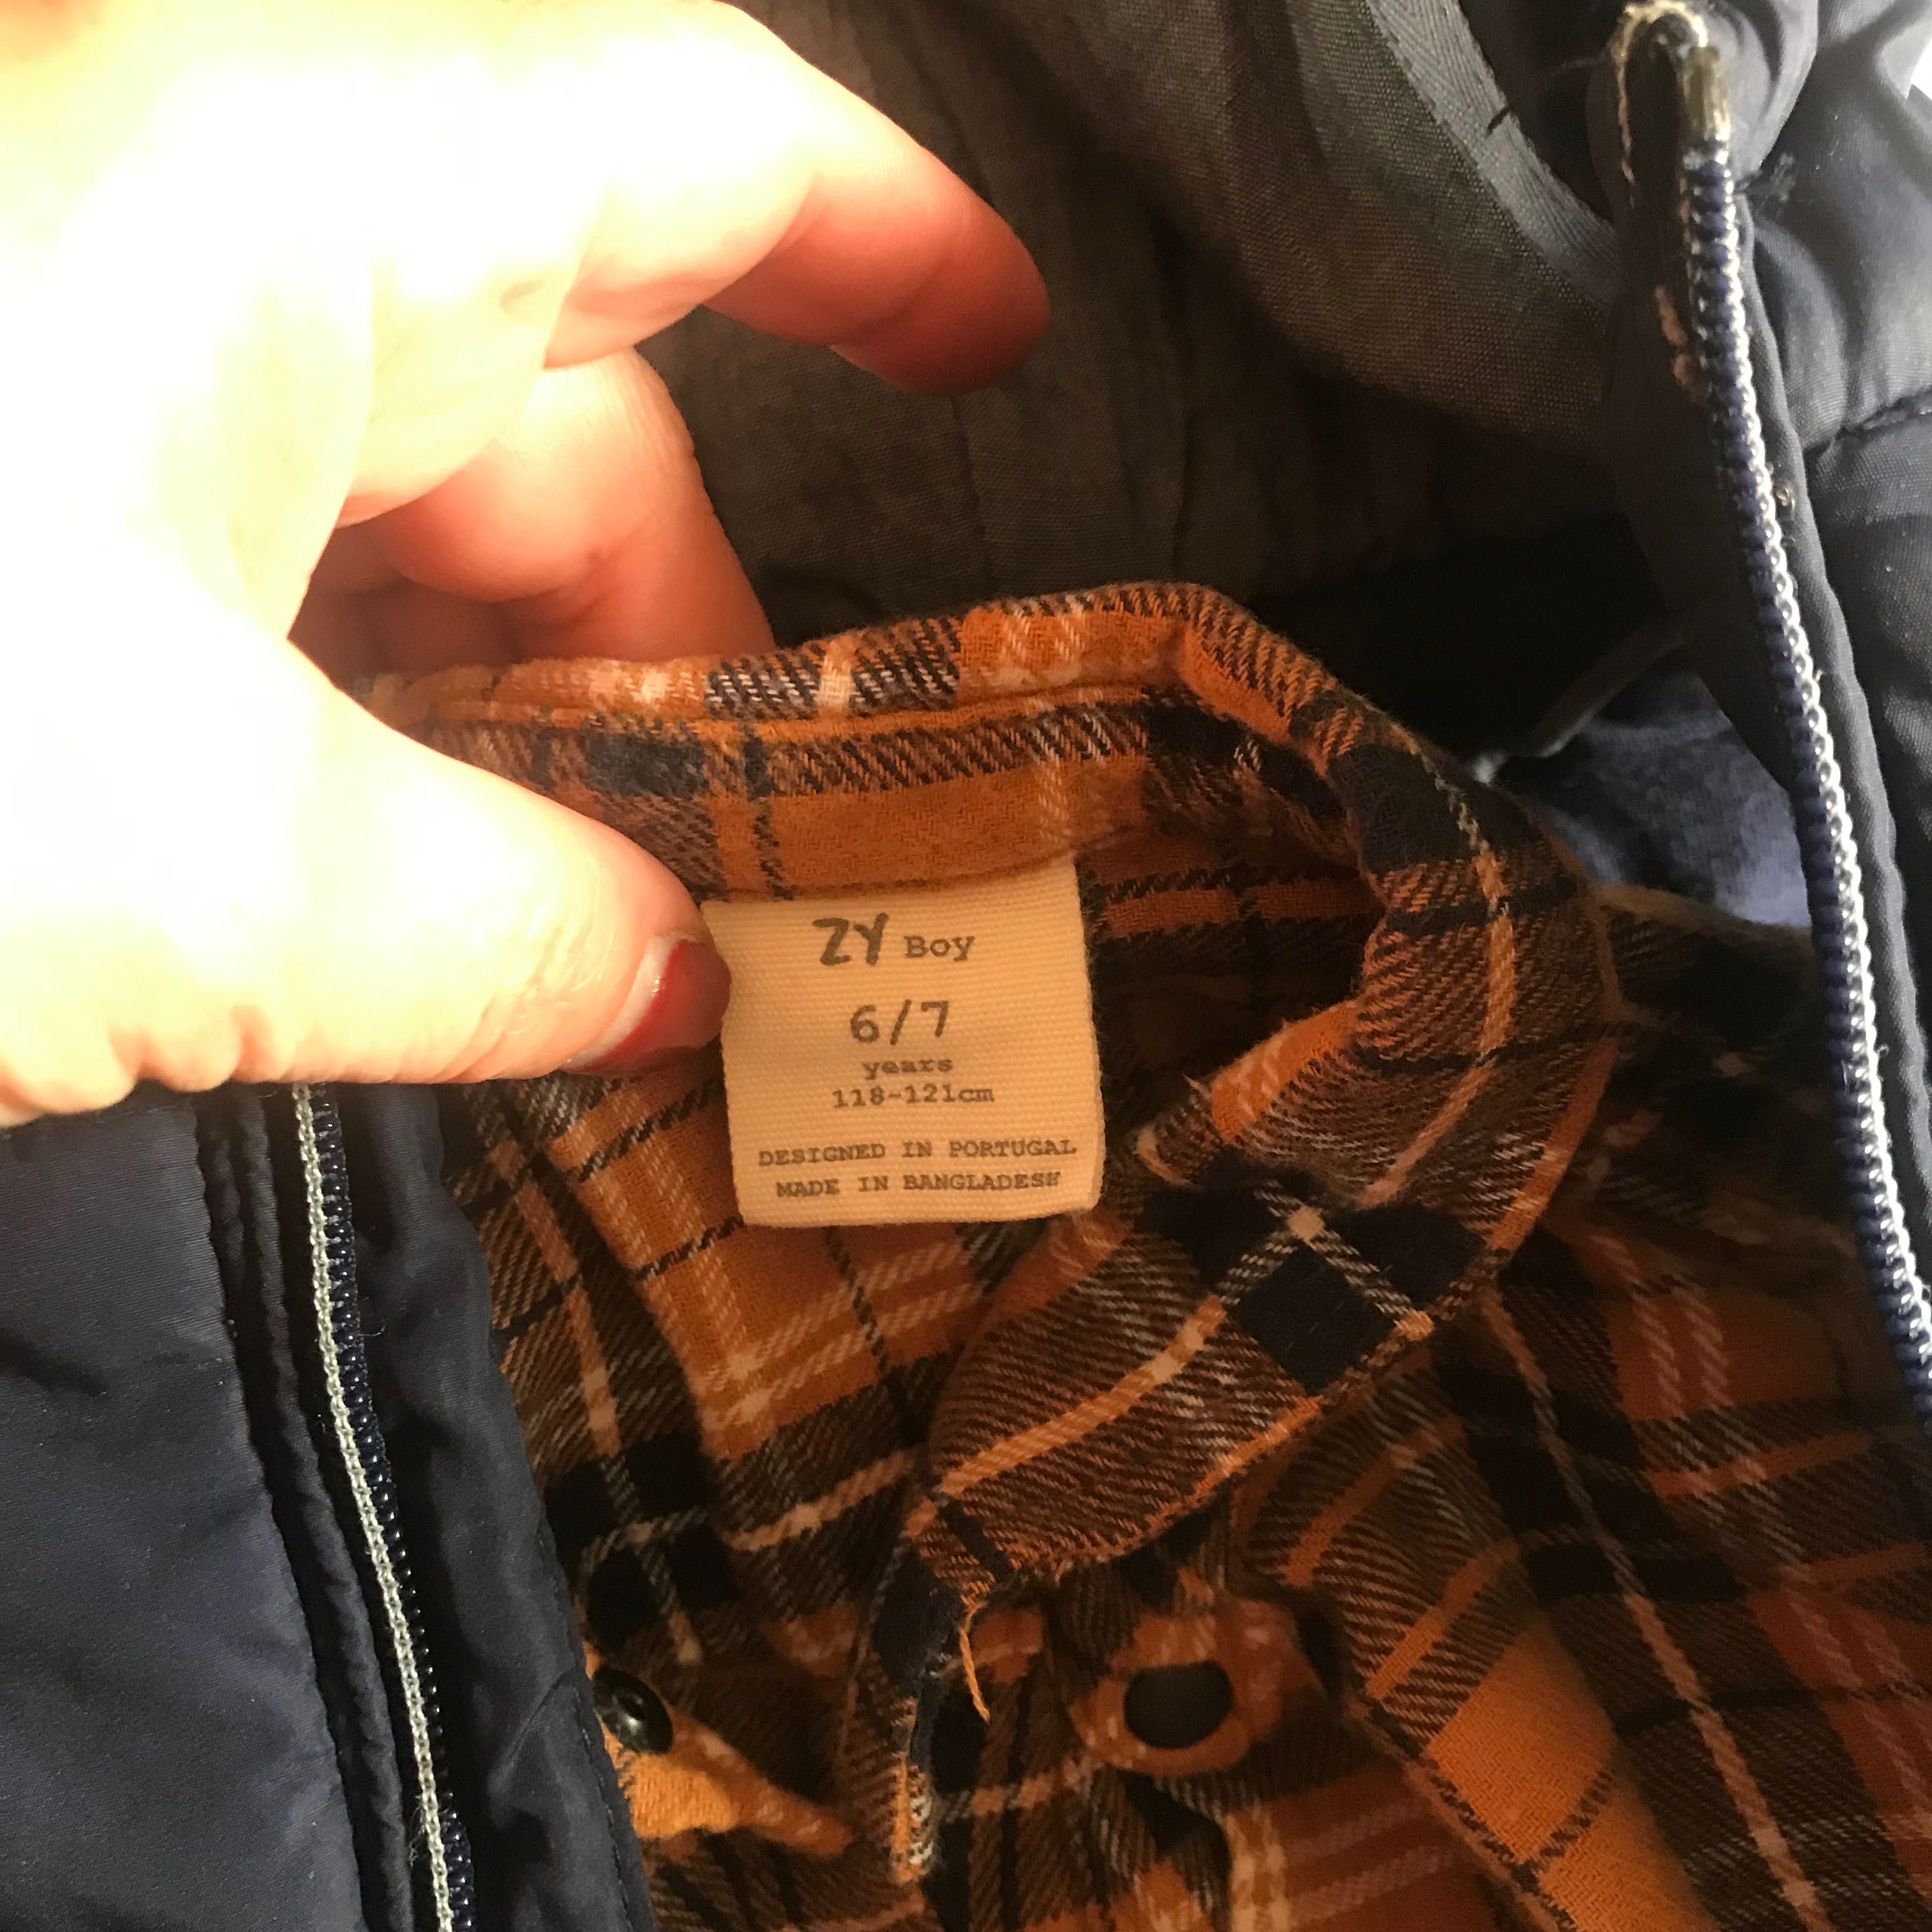 ZY Boy
6/7
years
118-121cm
DESIGNED IN PORTUGAL
MADE IN BANGLADESH